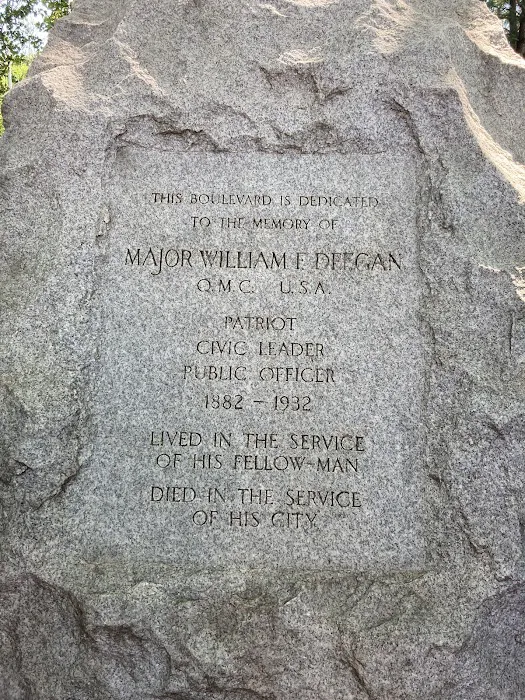 THIS BOULEVARD IS DEDICATED
TO THE MEMORY OF
MAJOR WILLIAM F DEEGAN
Q.M.C. U.S.A.
PATRIOT
CIVIC LEADER
PUBLIC OFFICER
1882 – 1932
LIVED IN THE SERVICE
OF HIS FELLOW-MAN
DIED IN THE SERVICE
OF HIS CITY